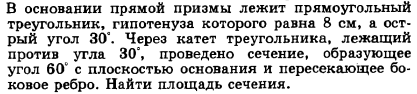 В основании прямой призмы лежит прямоугольный
треугольник, гипотенуза которого равна 8 см, а ост-
рый угол 30°. Через катет треугольника, лежащий
против угла 30°, проведено сечение, образующее
угол 60° с плоскостью основания и пересекающее бо-
ковое ребро. Найти площадь сечения.